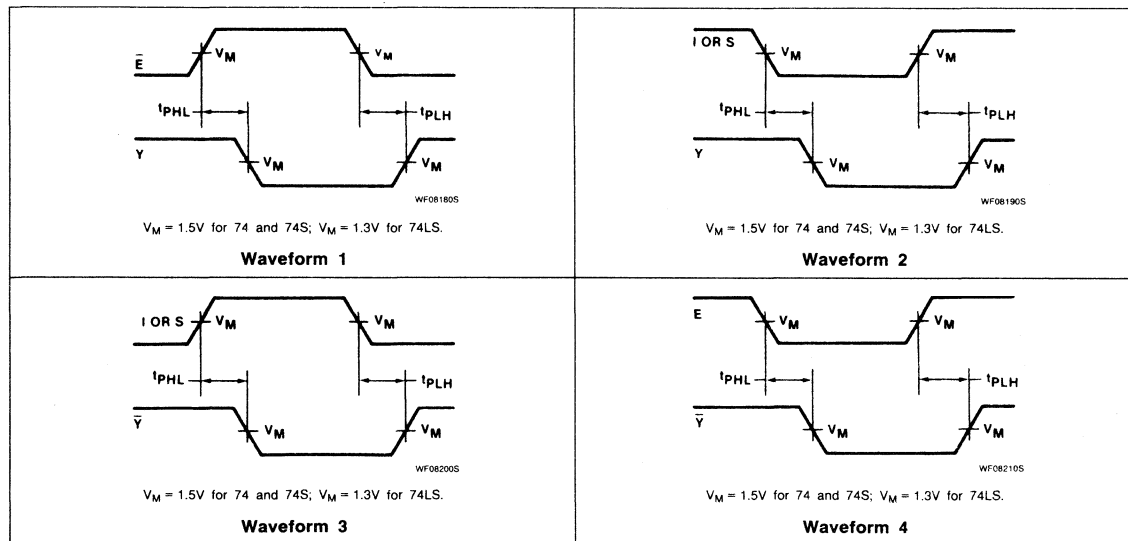 Ē
V_M
V_M
t_PHL
t_PLH
Y
V_M
V_M
WF08180S
V_M = 1.5V for 74 and 74S; V_M = 1.3V for 74LS.
Waveform 1
I OR S
V_M
V_M
t_PHL
t_PLH
Y
V_M
V_M
WF08190S
V_M = 1.5V for 74 and 74S; V_M = 1.3V for 74LS.
Waveform 2
I OR S
V_M
V_M
t_PHL
t_PLH
Ȳ
V_M
V_M
WF08200S
V_M = 1.5V for 74 and 74S; V_M = 1.3V for 74LS.
Waveform 3
E
V_M
V_M
t_PHL
t_PLH
Ȳ
V_M
V_M
WF08210S
V_M = 1.5V for 74 and 74S; V_M = 1.3V for 74LS.
Waveform 4